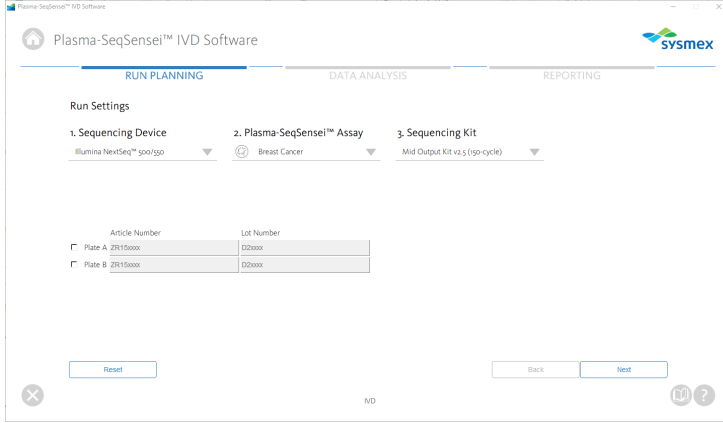 Plasma-SeqSensei™ IVD Software
Plasma-SeqSensei™ IVD Software
sysmex
RUN PLANNING DATA ANALYSIS REPORTING
Run Settings
1. Sequencing Device 2. Plasma-SeqSensei™ Assay 3. Sequencing Kit
Illumina NextSeq™ 500/550 Breast Cancer Mid Output Kit v2.5 (150-cycle)
Article Number Lot Number
Plate A ZR15xxxx D2xxxx
Plate B ZR15xxxx D2xxxx
Reset Back Next
IVD ?